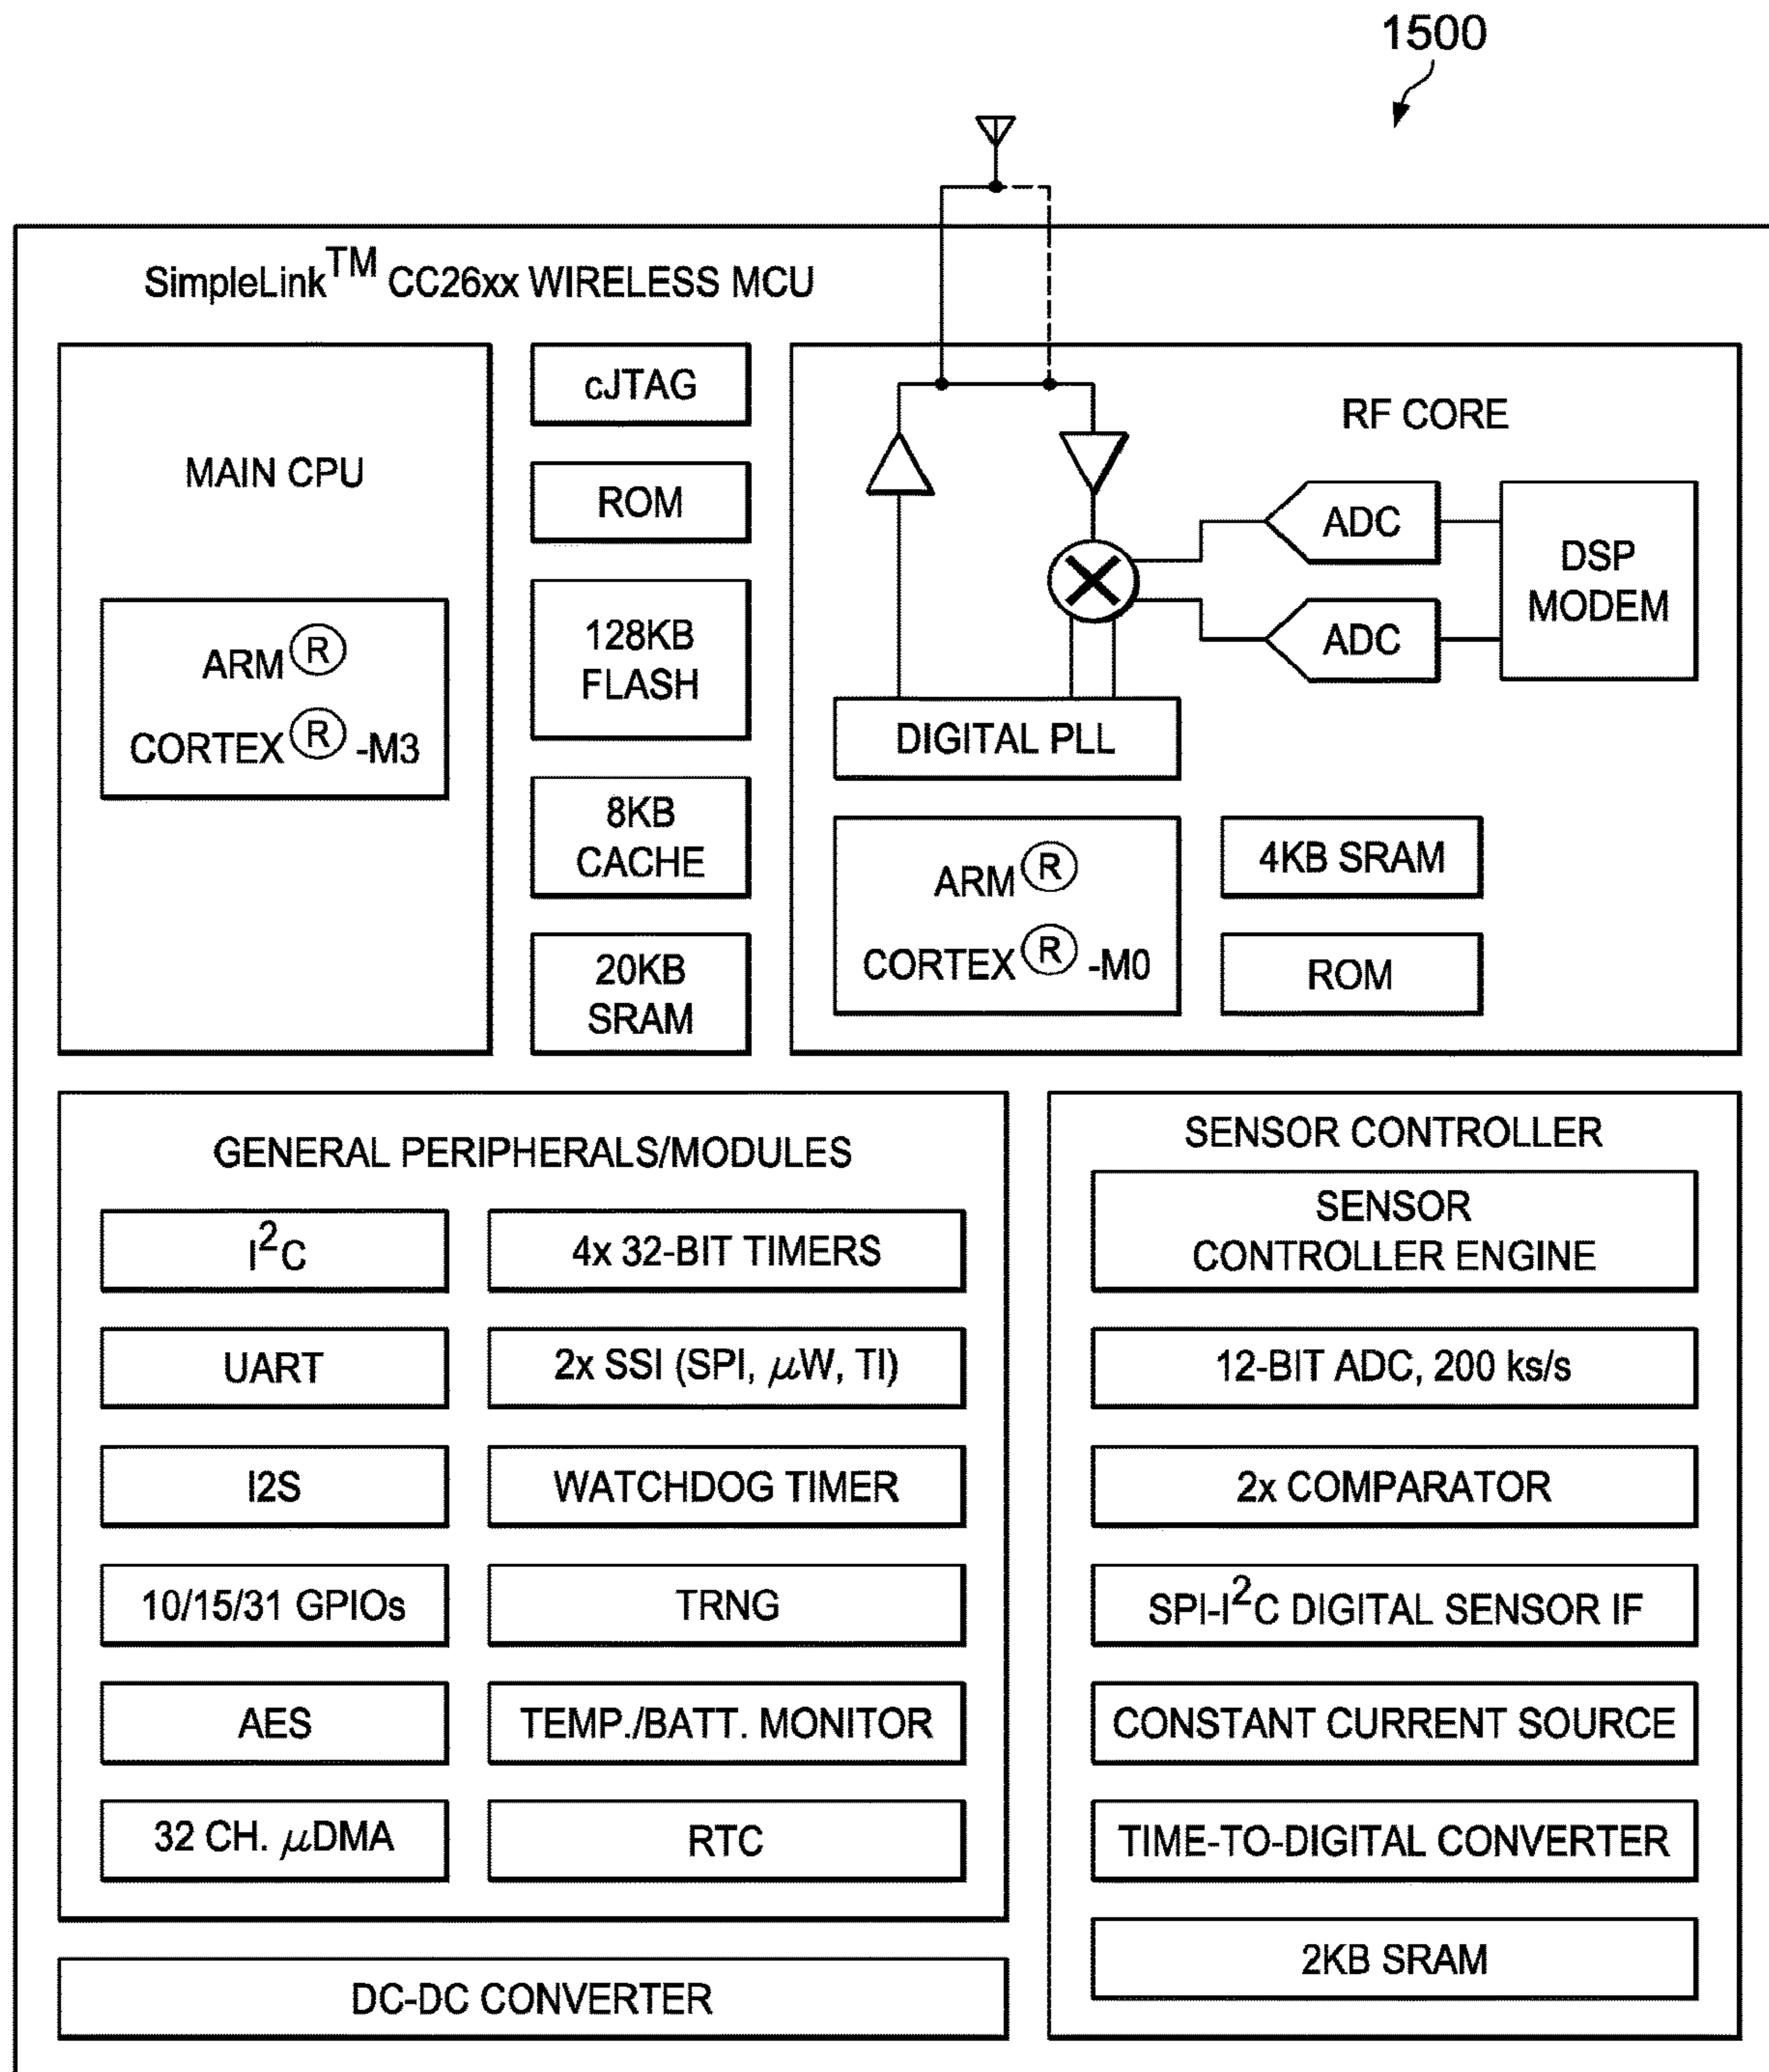 1500
SimpleLink™ CC26xx WIRELESS MCU
MAIN CPU
ARM®
CORTEX®-M3
cJTAG
ROM
128KB
FLASH
8KB
CACHE
20KB
SRAM
RF CORE
ADC
ADC
DSP
MODEM
DIGITAL PLL
ARM®
CORTEX®-M0
4KB SRAM
ROM
GENERAL PERIPHERALS/MODULES
I²C
4x 32-BIT TIMERS
UART
2x SSI (SPI, μW, TI)
I2S
WATCHDOG TIMER
10/15/31 GPIOs
TRNG
AES
TEMP./BATT. MONITOR
32 CH. μDMA
RTC
SENSOR CONTROLLER
SENSOR
CONTROLLER ENGINE
12-BIT ADC, 200 ks/s
2x COMPARATOR
SPI-I²C DIGITAL SENSOR IF
CONSTANT CURRENT SOURCE
TIME-TO-DIGITAL CONVERTER
2KB SRAM
DC-DC CONVERTER